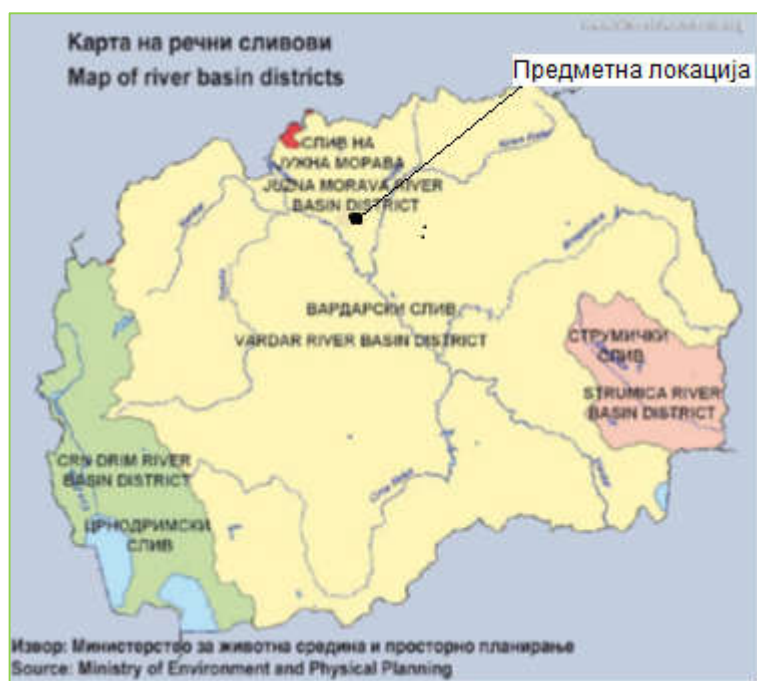 Карта на речни сливови
Map of river basin districts
Предметна локација
СЛИВ НА
ЈУЖНА МОРАВА
JUZNA MORAVA RIVER
BASIN DISTRICT
ВАРДАРСКИ СЛИВ
VARDAR RIVER BASIN DISTRICT
СТРУМИЧКИ
СЛИВ
STRUMICA RIVER
BASIN DISTRICT
CRN DRIM RIVER
BASIN DISTRICT
ЦРНОДРИМСКИ
СЛИВ
Извор: Министерство за животна средина и просторно планирање
Source: Ministry of Environment and Physical Planning